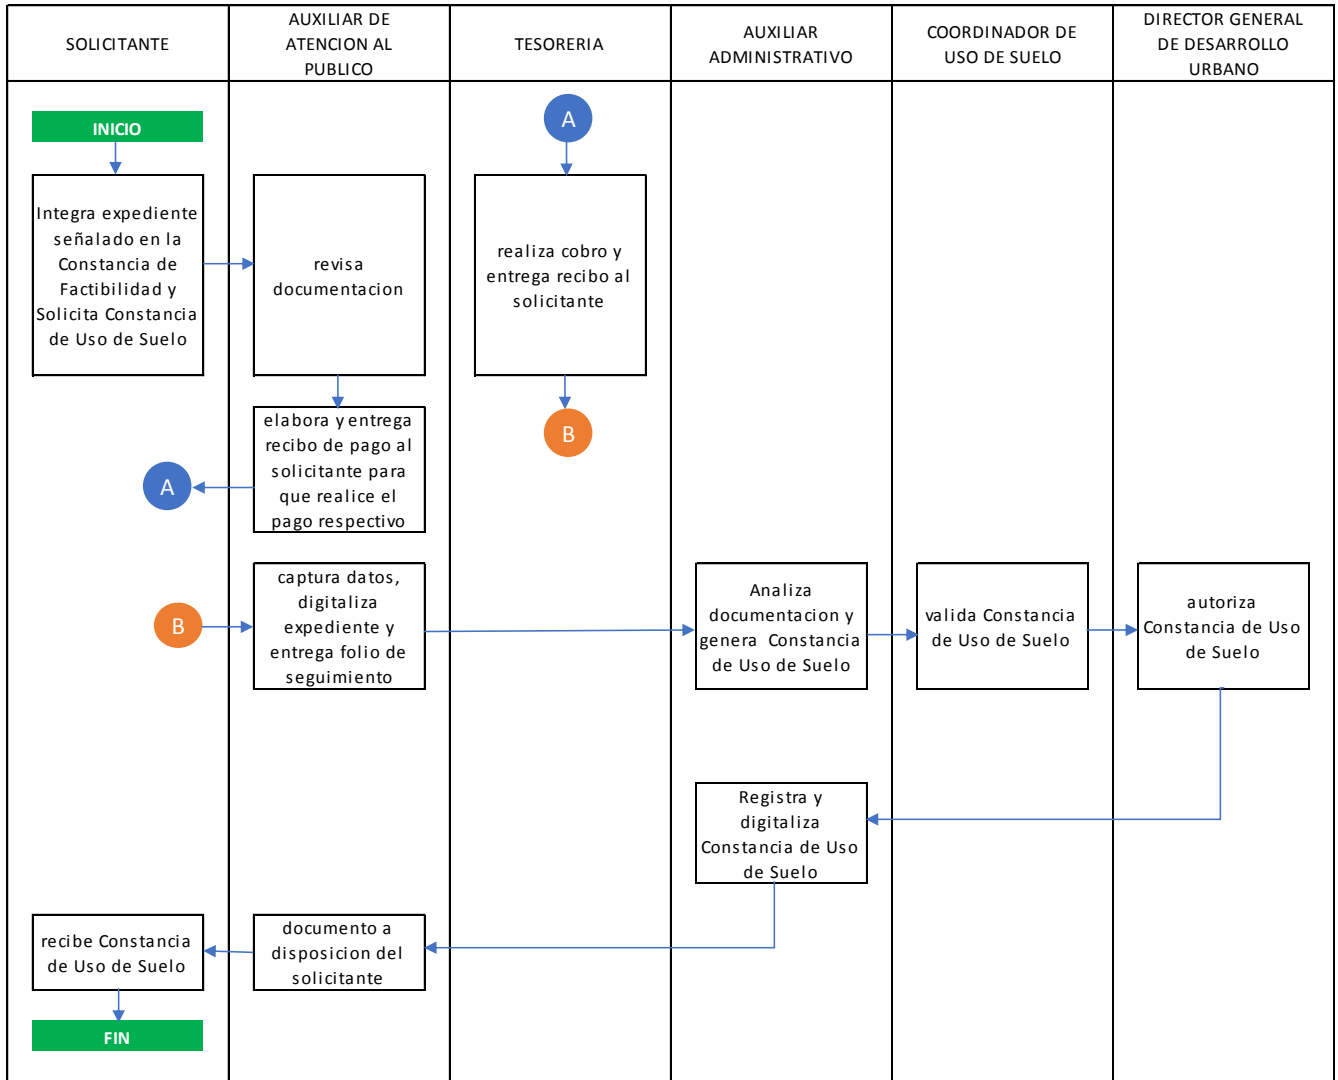 SOLICITANTE
AUXILIAR DE
ATENCION AL
PUBLICO
TESORERIA
AUXILIAR
ADMINISTRATIVO
COORDINADOR DE
USO DE SUELO
DIRECTOR GENERAL
DE DESARROLLO
URBANO
INICIO
Integra expediente
señalado en la
Constancia de
Factibilidad y
Solicita Constancia
de Uso de Suelo
revisa
documentacion
A
realiza cobro y
entrega recibo al
solicitante
B
elabora y entrega
recibo de pago al
solicitante para
que realice el
pago respectivo
A
B
captura datos,
digitaliza
expediente y
entrega folio de
seguimiento
Analiza
documentacion y
genera Constancia
de Uso de Suelo
valida Constancia
de Uso de Suelo
autoriza
Constancia de Uso
de Suelo
Registra y
digitaliza
Constancia de Uso
de Suelo
documento a
disposicion del
solicitante
recibe Constancia
de Uso de Suelo
FIN